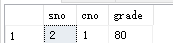 sno cno grade
1 2 1 80